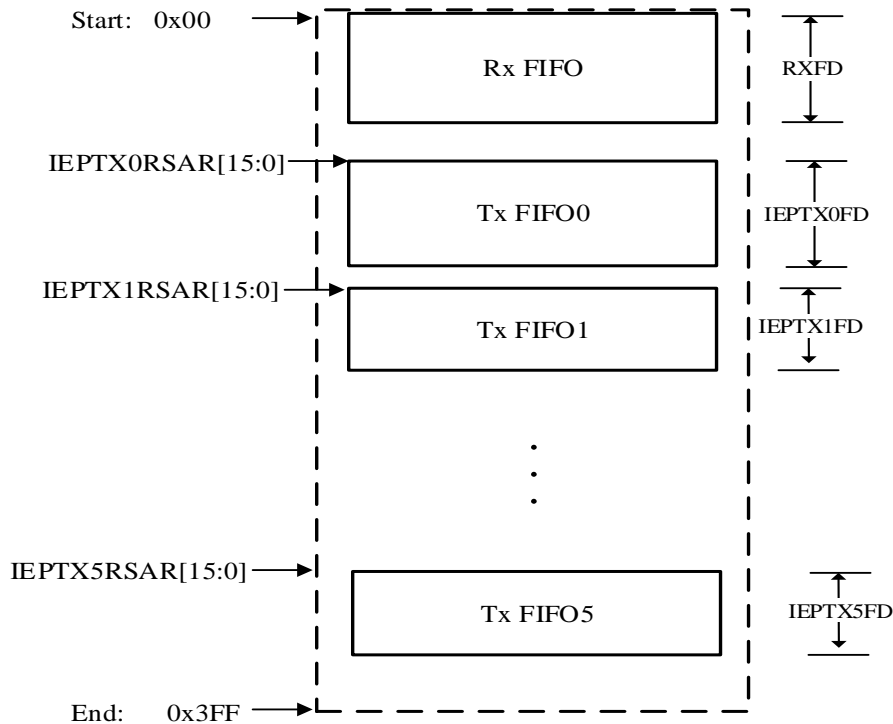 Start: 0x00
Rx FIFO
RXFD
IEPTX0RSAR[15:0]
Tx FIFO0
IEPTX0FD
IEPTX1RSAR[15:0]
Tx FIFO1
IEPTX1FD
IEPTX5RSAR[15:0]
Tx FIFO5
IEPTX5FD
End: 0x3FF